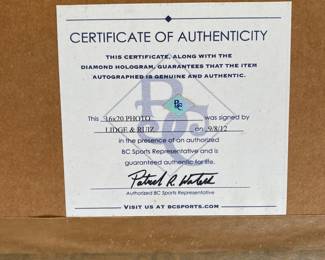 CERTIFICATE OF AUTHENTICITY
THIS CERTIFICATE, ALONG WITH THE
DIAMOND HOLOGRAM, GUARANTEES THAT THE ITEM
AUTOGRAPHED IS GENUINE AND AUTHENTIC.
This 16x20 PHOTO was signed by
LIDGE & RUIZ on 9/8/12
in the presence of an authorized
BC Sports Representative and is
guaranteed authentic for life.
Authorized BC Sports Representative
VISIT US AT BCSPORTS.COM